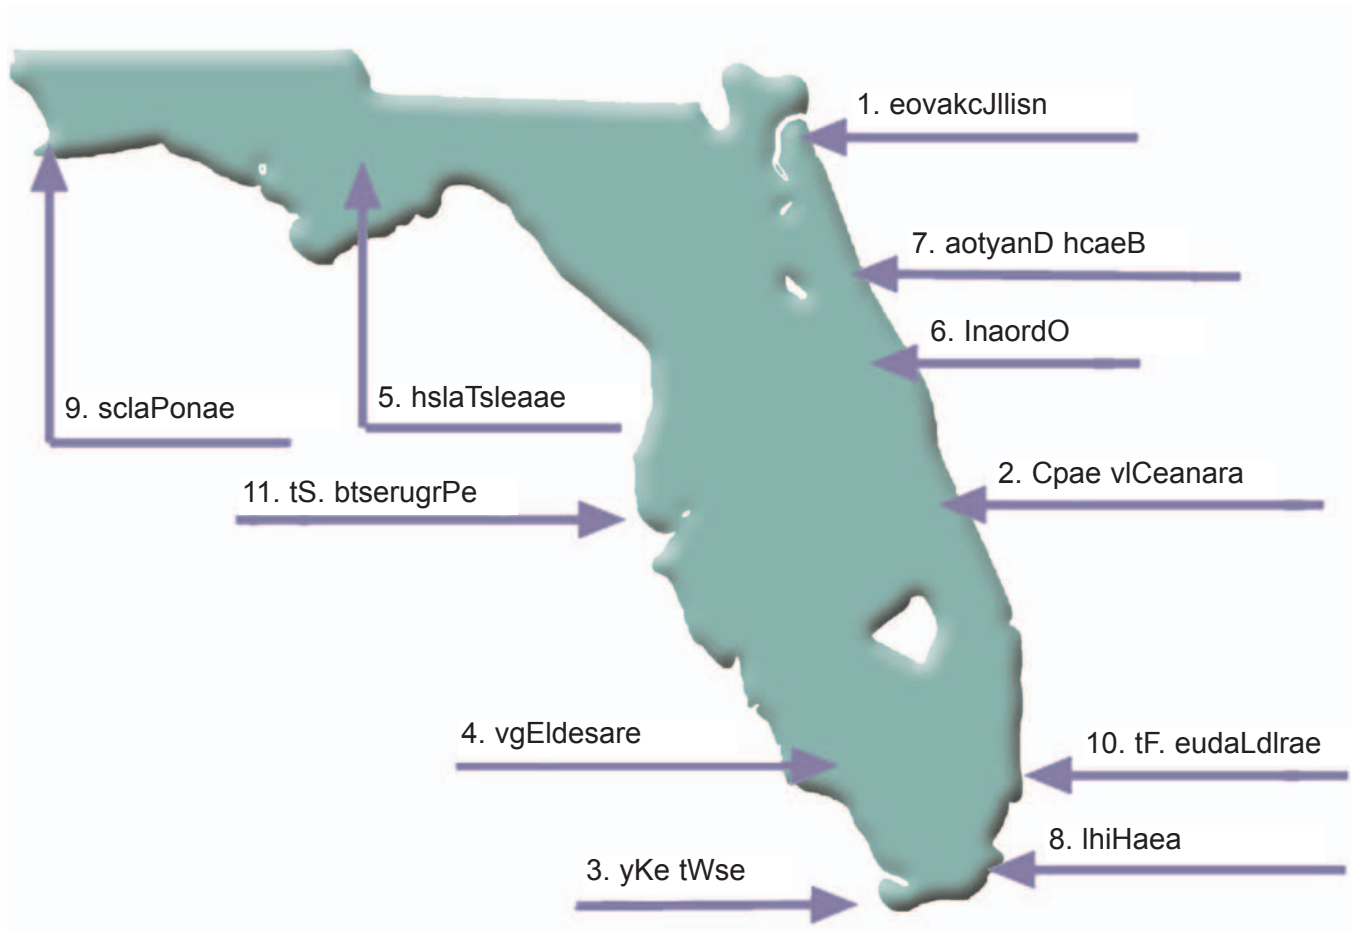 1. eovakcJllisn
7. aotyanD hcaeB
6. lnaordO
5. hslaTsleaae
9. sclaPonae
2. Cpae vlCeanara
11. tS. btserugrPe
4. vgEldesare
10. tF. eudaLdlrae
8. lhiHaea
3. yKe tWse